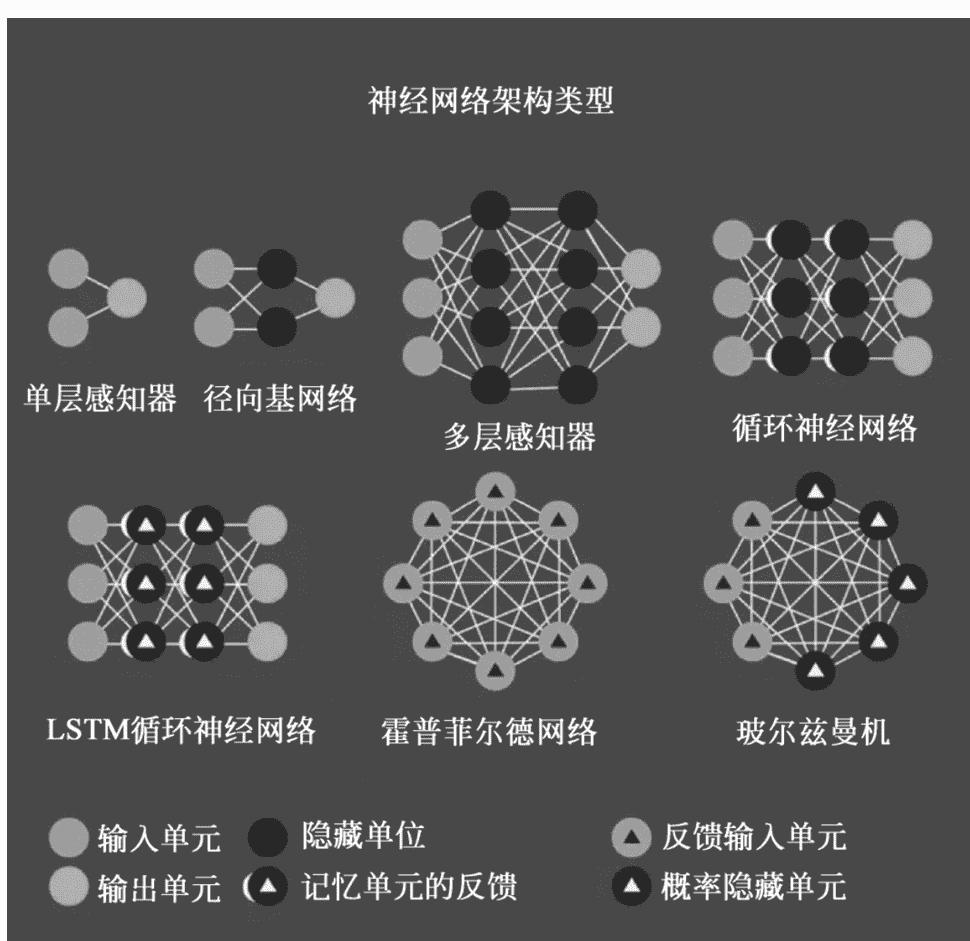 神经网络架构类型
单层感知器
径向基网络
多层感知器
循环神经网络
LSTM循环神经网络
霍普菲尔德网络
玻尔兹曼机
输入单元
隐藏单位
反馈输入单元
输出单元
记忆单元的反馈
概率隐藏单元